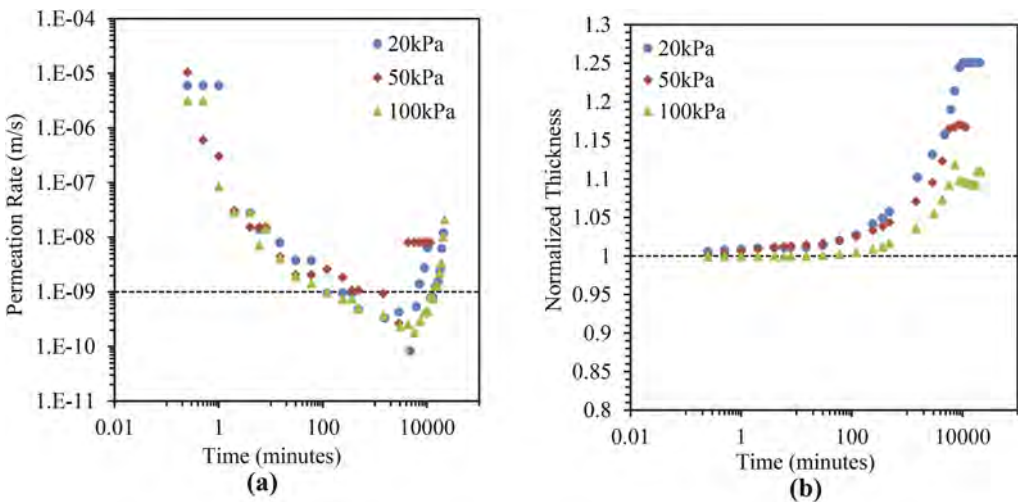 1.E-04
1.E-05
1.E-06
1.E-07
1.E-08
1.E-09
1.E-10
1.E-11
Permeation Rate (m/s)
20kPa
50kPa
100kPa
0.01 1 100 10000
Time (minutes)
(a)
1.3
1.25
1.2
1.15
1.1
1.05
1
0.95
0.9
0.85
0.8
Normalized Thickness
20kPa
50kPa
100kPa
0.01 1 100 10000
Time (minutes)
(b)